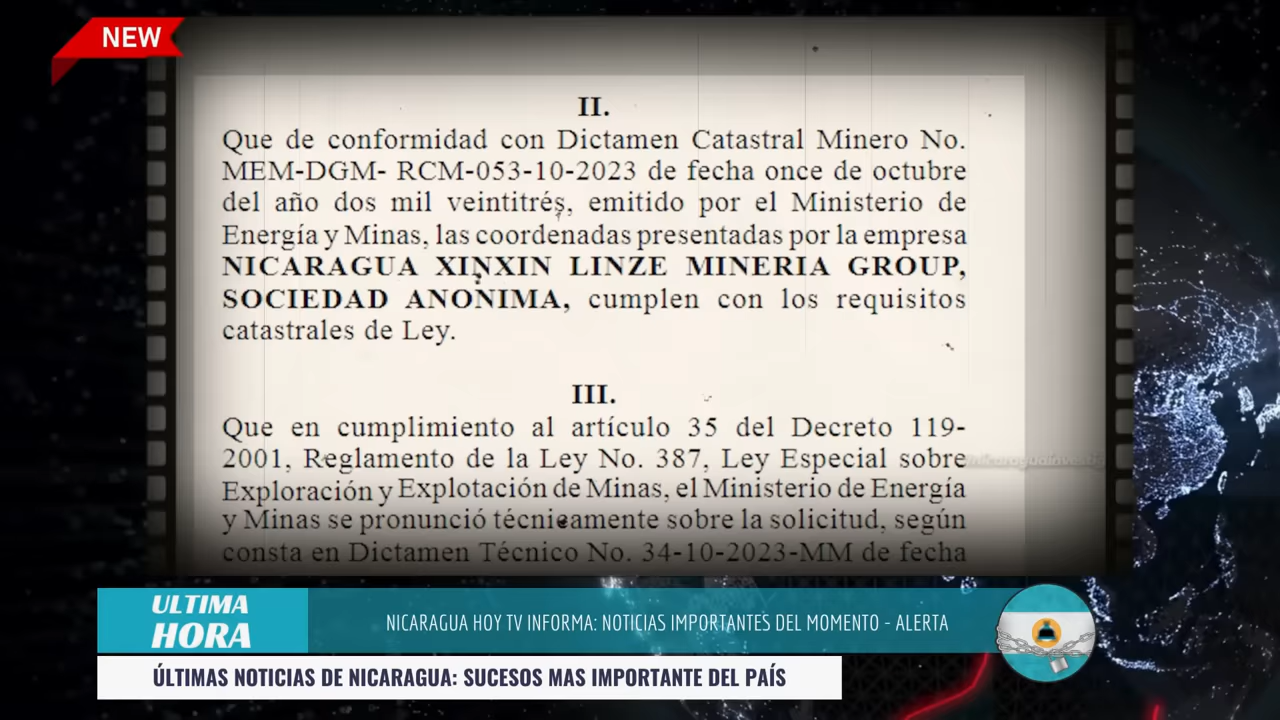 NEW
II.
Que de conformidad con Dictamen Catastral Minero No.
MEM-DGM- RCM-053-10-2023 de fecha once de octubre
del año dos mil veintitrés, emitido por el Ministerio de
Energía y Minas, las coordenadas presentadas por la empresa
NICARAGUA XINXIN LINZE MINERIA GROUP,
SOCIEDAD ANONIMA, cumplen con los requisitos
catastrales de Ley.
III.
Que en cumplimiento al artículo 35 del Decreto 119-
2001, Reglamento de la Ley No. 387, Ley Especial sobre
Exploración y Explotación de Minas, el Ministerio de Energía
y Minas se pronunció técnicamente sobre la solicitud, según
consta en Dictamen Técnico No. 34-10-2023-MM de fecha
ULTIMA
HORA
NICARAGUA HOY TV INFORMA: NOTICIAS IMPORTANTES DEL MOMENTO - ALERTA
ÚLTIMAS NOTICIAS DE NICARAGUA: SUCESOS MAS IMPORTANTE DEL PAÍS